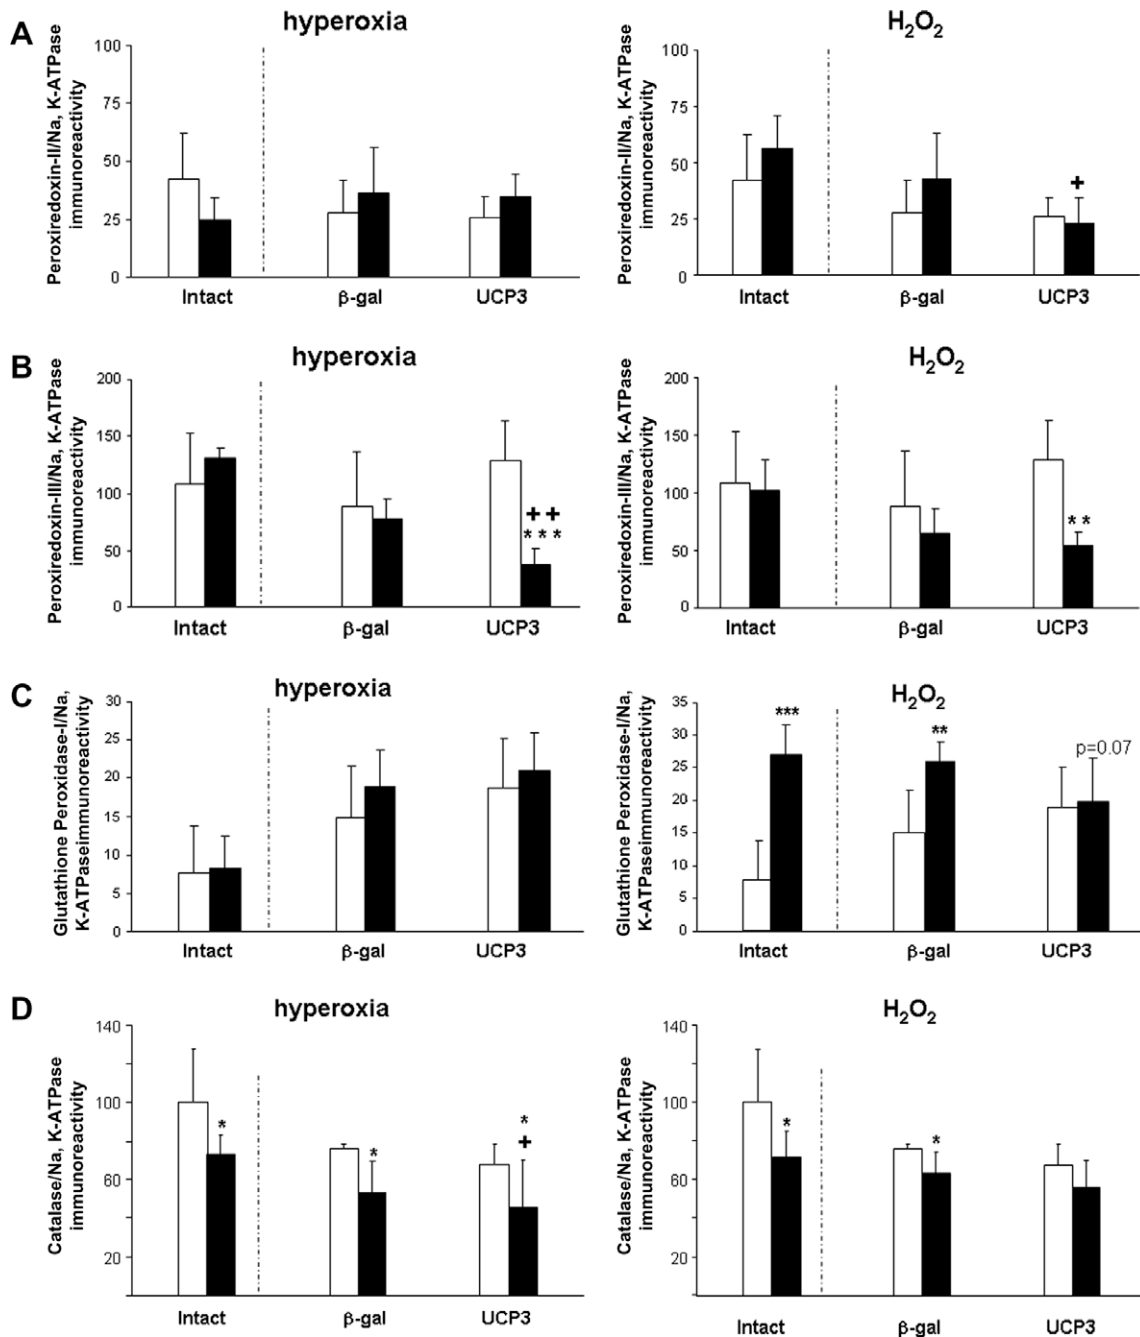 A
hyperoxia
H2O2
Peroxiredoxin-II/Na, K-ATPase
immunoreactivity
100
75
50
25
0
Intact
β-gal
UCP3
Peroxiredoxin-II/Na, K-ATPase
immunoreactivity
100
75
50
25
0
+
Intact
β-gal
UCP3
B
hyperoxia
H2O2
Peroxiredoxin-III/Na, K-ATPase
immunoreactivity
200
150
100
50
0
++
***
Intact
β-gal
UCP3
Peroxiredoxin-III/Na, K-ATPase
immunoreactivity
200
150
100
50
0
**
Intact
β-gal
UCP3
C
hyperoxia
H2O2
Glutathione Peroxidase-I/Na,
K-ATPaseimmunoreactivity
30
25
20
15
10
5
0
Intact
β-gal
UCP3
Glutathione Peroxidase-I/Na,
K-ATPaseimmunoreactivity
35
30
25
20
15
10
5
0
***
**
p=0.07
Intact
β-gal
UCP3
D
hyperoxia
H2O2
Catalase/Na, K-ATPase
immunoreactivity
140
100
60
20
*
*
*
+
Intact
β-gal
UCP3
Catalase/Na, K-ATPase
immunoreactivity
140
100
60
20
*
*
Intact
β-gal
UCP3